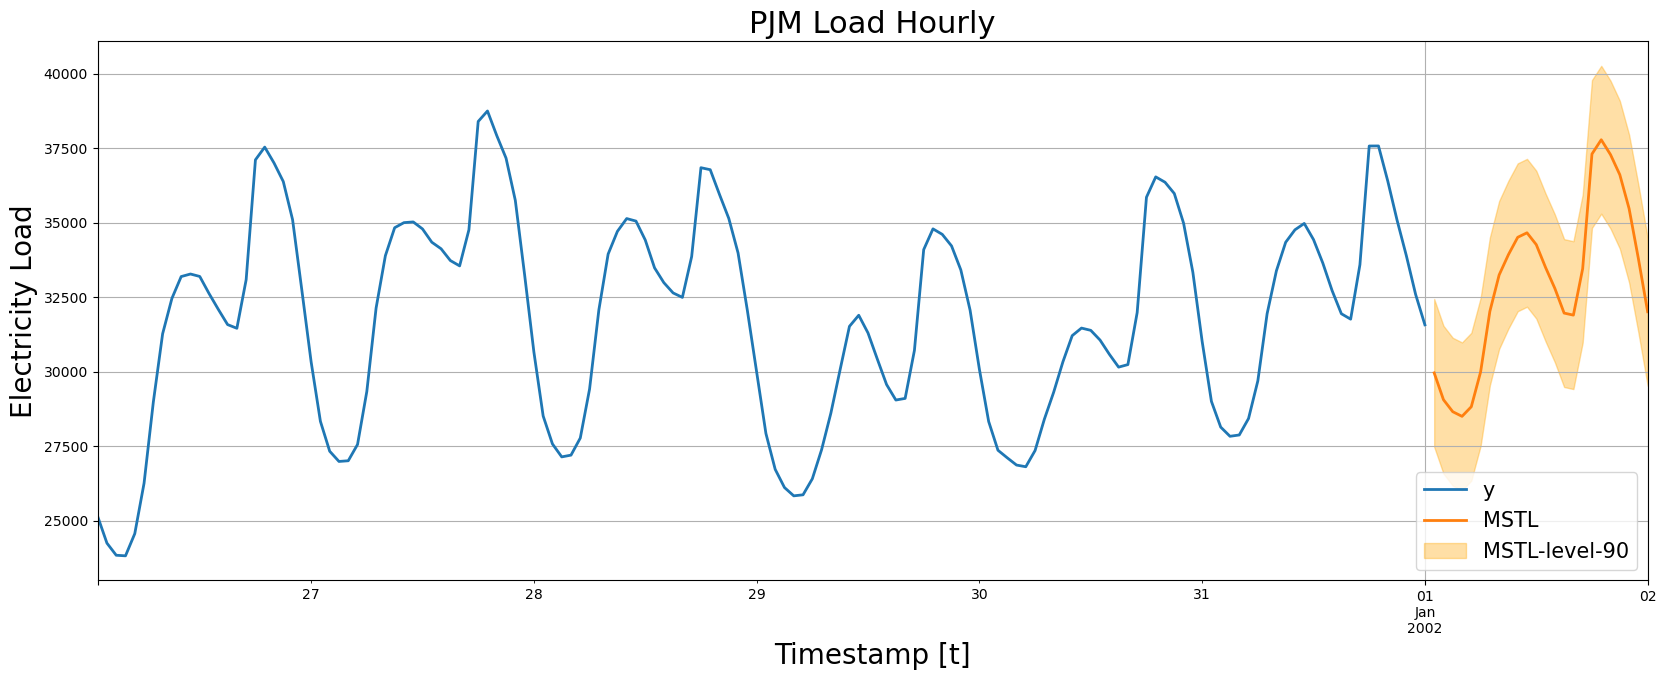 PJM Load Hourly
Electricity Load
40000
37500
35000
32500
30000
27500
25000
27
28
29
30
31
01
Jan
2002
02
Timestamp [t]
y
MSTL
MSTL-level-90